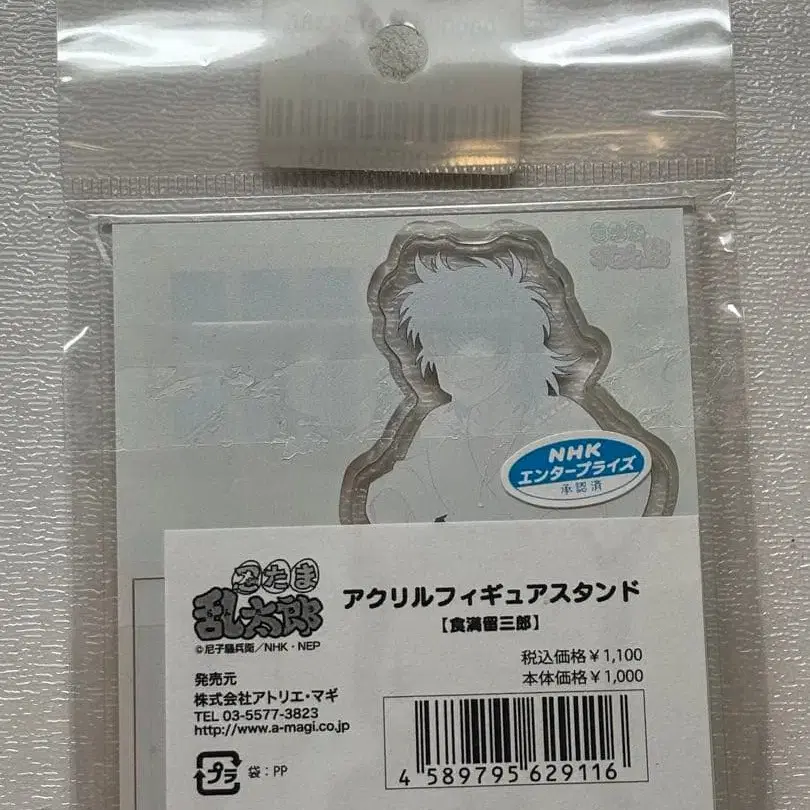 NHK
エンタープライズ
承認済
忍たま
乱太郎
©尼子騒兵衛/NHK・NEP
アクリルフィギュアスタンド
【食満留三郎】
税込価格￥1,100
本体価格￥1,000
発売元
株式会社アトリエ・マギ
TEL 03-5577-3823
http://www.a-magi.co.jp
プラ
袋：PP
4 589795 629116